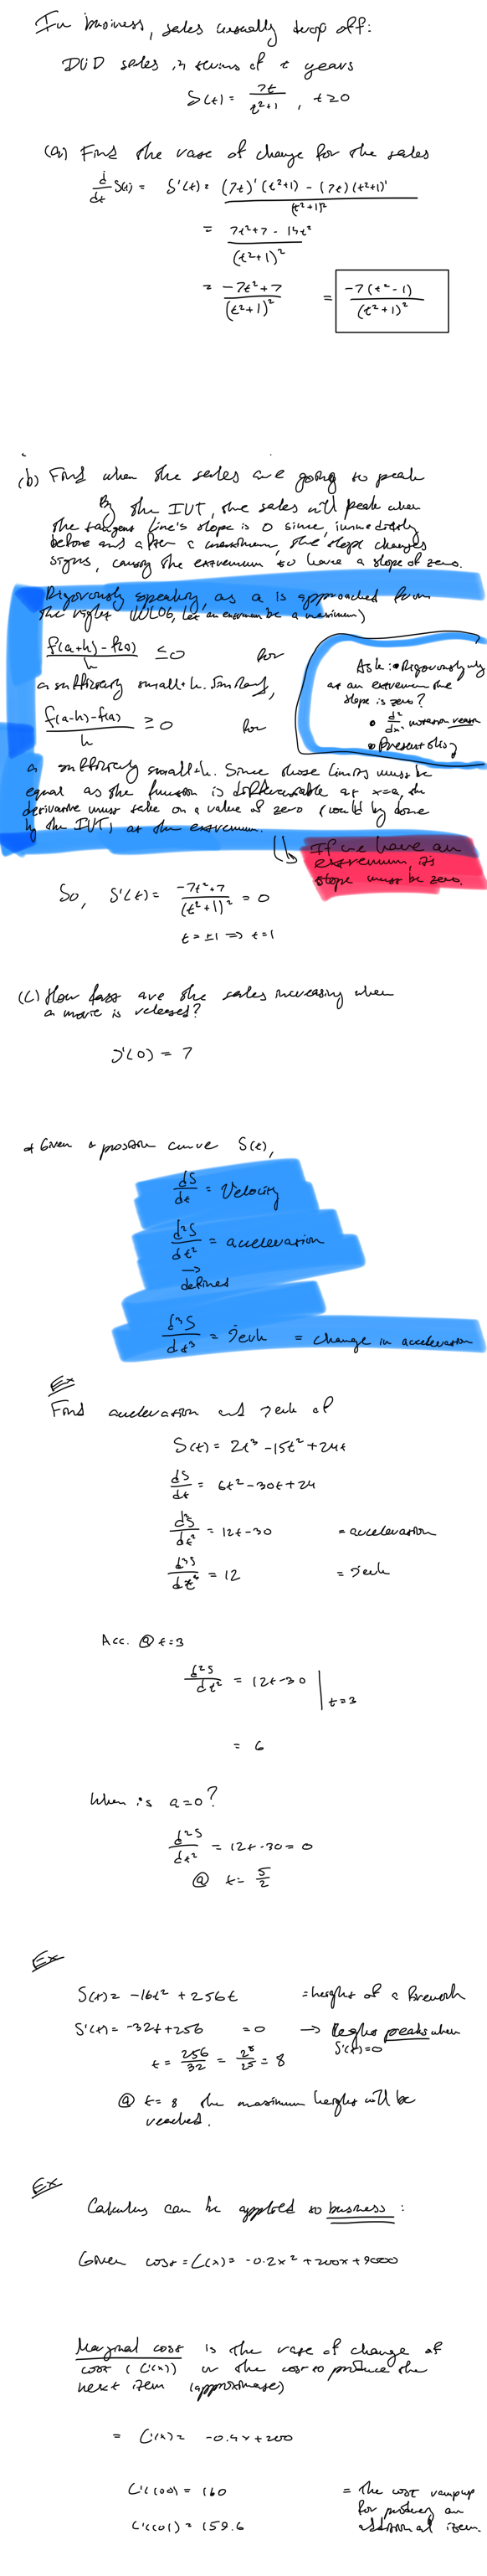 In business, sales usually drop off:
DVD sales in terms of t years
S(t) = 7t/(t²+1) , t≥0
(a) Find the rate of change for the sales
d/dt S(t) = S'(t) = ((7t)'(t²+1) - (7t)(t²+1)')/(t²+1)²
= (7t²+7-14t²)/(t²+1)²
= (-7t²+7)/(t²+1)² = -7(t²-1)/(t²+1)²
(b) Find when the sales are going to peak
By the IVT, the sales will peak when
the tangent line's slope is 0 since, immediately
before and after a maximum, the slope changes
signs, causing the extremum to have a slope of zero.
Rigorously speaking, as a is approached from
the right (WLOG, let an extremum be a maximum)
(f(a+h)-f(a))/h ≤0 for
a sufficiently small h. Similarly,
(f(a-h)-f(a))/h ≥0 for
a sufficiently small h. Since those limits must be
equal as the function is differentiable at x=a, the
derivative must take on a value of zero (could be done
by the IVT) at the extremum.
Ask: • Rigorously why
at an extremum the
slope is zero?
• d²/dx² notation reason
• Present this?
↳ If we have an
extremum, its
slope must be zero.
So, S'(t) = (-7t²+7)/(t²+1)² = 0
t = ±1 ⇒ t=1
(c) How fast are the sales increasing when
a movie is released?
S'(0) = 7
* Given a position curve S(t),
dS/dt = Velocity
d²S/dt² = acceleration
→
defined
d³S/dt³ = Jerk = change in acceleration
Ex
Find acceleration and jerk of
S(t) = 2t³ -15t² +24t
dS/dt = 6t² -30t+24
d²S/dt² = 12t-30 = acceleration
d³S/dt³ = 12 = Jerk
Acc. @ t=3
d²S/dt² = 12t-30 | t=3
= 6
When is a=0?
d²S/dt² = 12t-30 = 0
@ t= 5/2
Ex
S(t) = -16t² + 256t = height of a firework
S'(t) = -32t+256 = 0 → Height peaks when
S'(t)=0
t = 256/32 = 2⁸/2⁵ = 8
@ t=8 the maximum height will be
reached.
Ex
Calculus can be applied to business:
Given cost = C(x) = -0.2x² +200x+9000
Marginal cost is the rate of change of
cost (C'(x)) or the cost to produce the
next item (approximate)
= C'(x) = -0.4x+200
C'(100) = 160 = The cost
for producing an
additional item.
C'(101) = 159.6